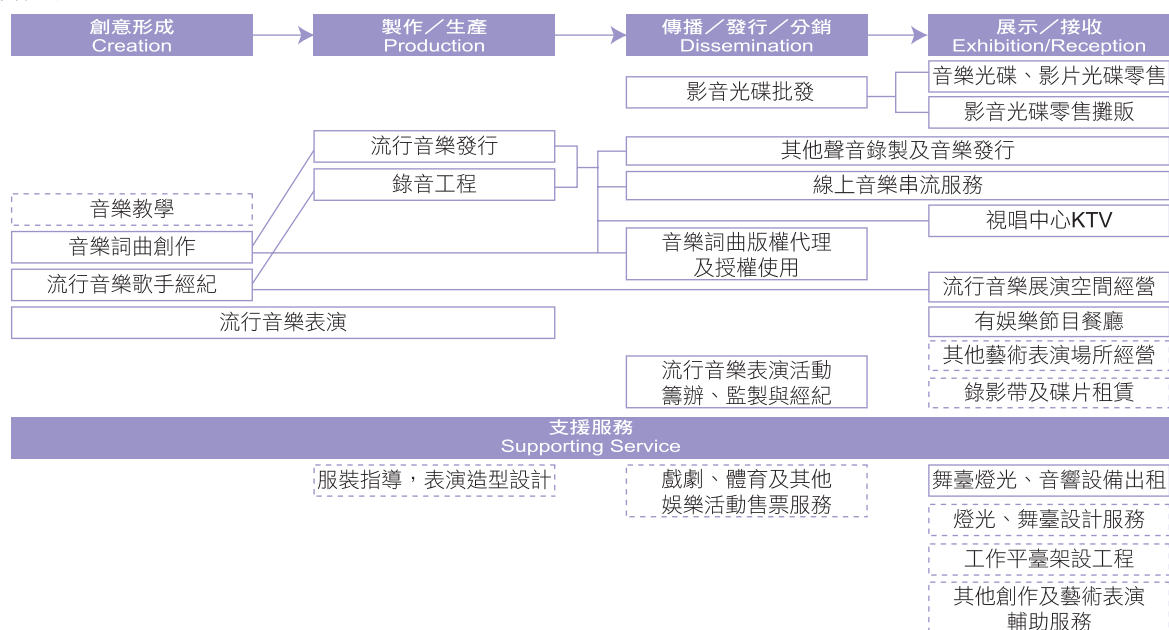 創意形成
Creation
製作／生產
Production
傳播／發行／分銷
Dissemination
展示／接收
Exhibition/Reception
影音光碟批發
音樂光碟、影片光碟零售
影音光碟零售攤販
流行音樂發行
其他聲音錄製及音樂發行
錄音工程
線上音樂串流服務
音樂教學
視唱中心KTV
音樂詞曲創作
音樂詞曲版權代理
及授權使用
流行音樂歌手經紀
流行音樂展演空間經營
流行音樂表演
有娛樂節目餐廳
其他藝術表演場所經營
流行音樂表演活動
籌辦、監製與經紀
錄影帶及碟片租賃
支援服務
Supporting Service
服裝指導，表演造型設計
戲劇、體育及其他
娛樂活動售票服務
舞臺燈光、音響設備出租
燈光、舞臺設計服務
工作平臺架設工程
其他創作及藝術表演
輔助服務